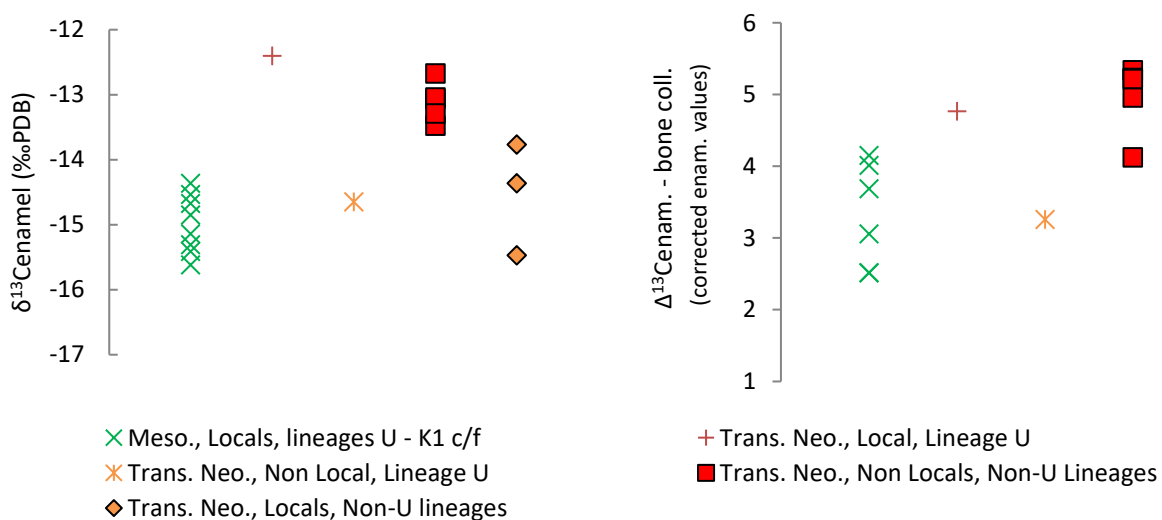 δ¹³Cenamel (‰PDB)
-12
-13
-14
-15
-16
-17
Δ¹³Cenam. - bone coll.
(corrected enam. values)
6
5
4
3
2
1
Meso., Locals, lineages U - K1 c/f
Trans. Neo., Local, Lineage U
Trans. Neo., Non Local, Lineage U
Trans. Neo., Non Locals, Non-U Lineages
Trans. Neo., Locals, Non-U lineages